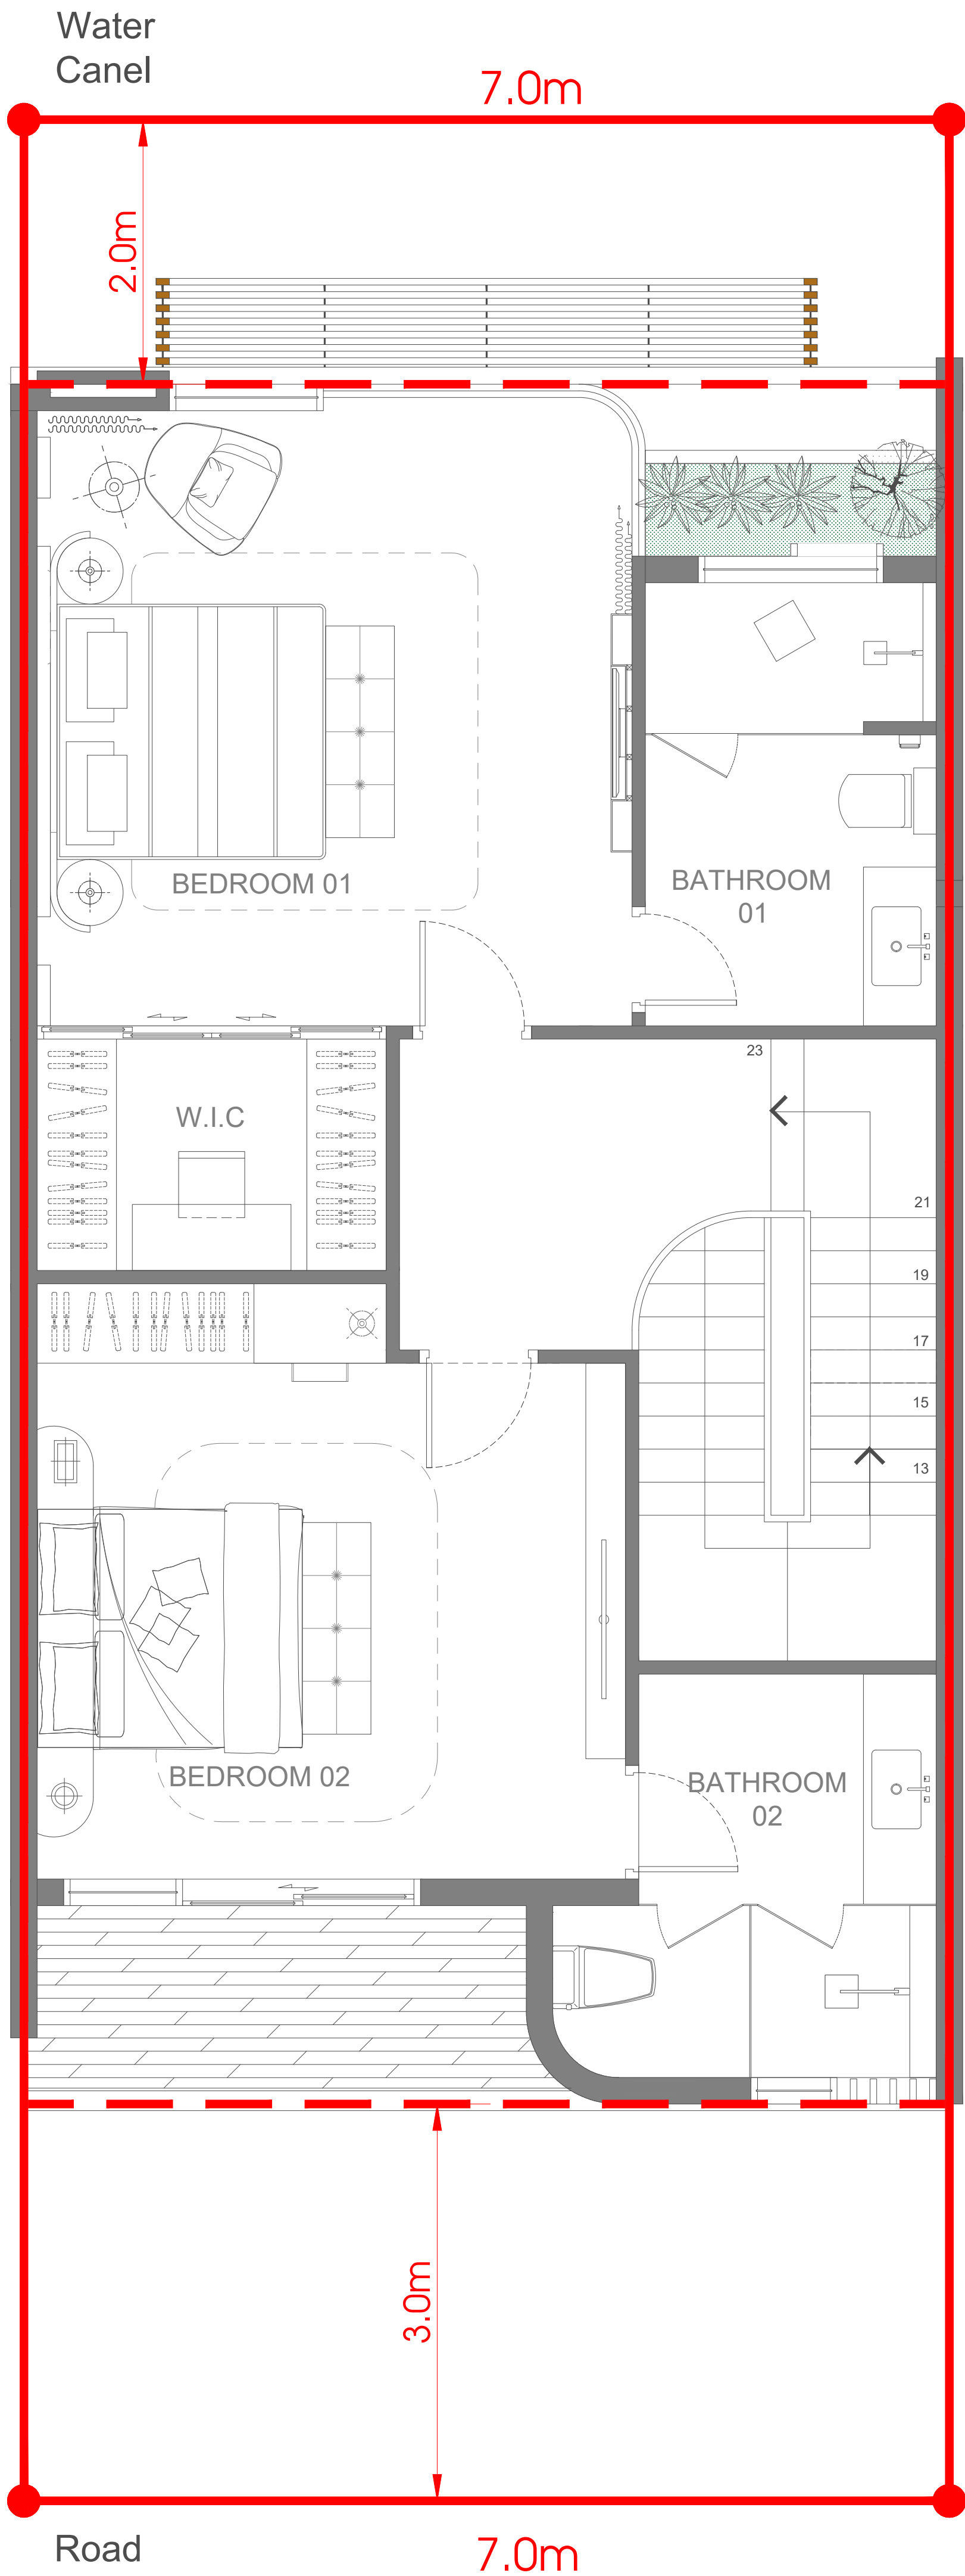 Water
Canel
7.0m
2.0m
BEDROOM 01
BATHROOM
01
23
W.I.C
21
19
17
15
13
BEDROOM 02
BATHROOM
02
3.0m
Road
7.0m